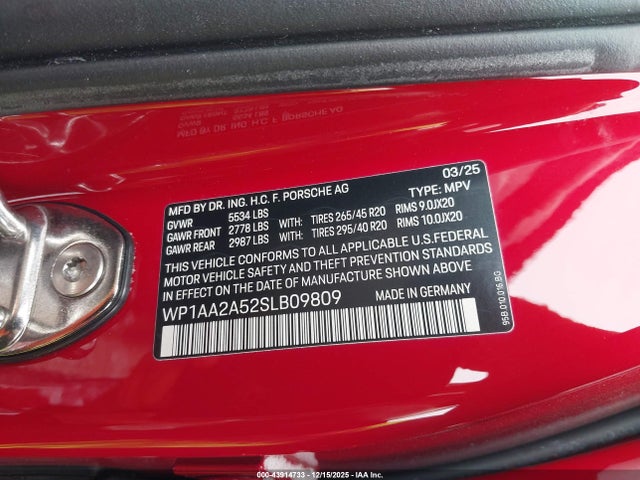 MFD BY DR. ING. H.C. F. PORSCHE AG 03/25
GVWR 5534 LBS TYPE: MPV
GAWR FRONT 2778 LBS WITH: TIRES 265/45 R20 RIMS 9.0JX20
GAWR REAR 2987 LBS WITH: TIRES 295/40 R20 RIMS 10.0JX20
THIS VEHICLE CONFORMS TO ALL APPLICABLE U.S. FEDERAL
MOTOR VEHICLE SAFETY AND THEFT PREVENTION STANDARDS
IN EFFECT ON THE DATE OF MANUFACTURE SHOWN ABOVE.
WP1AA2A52SLB09809 MADE IN GERMANY
95B.010.016.BG
000-43914733 - 12/15/2025 - IAA4733